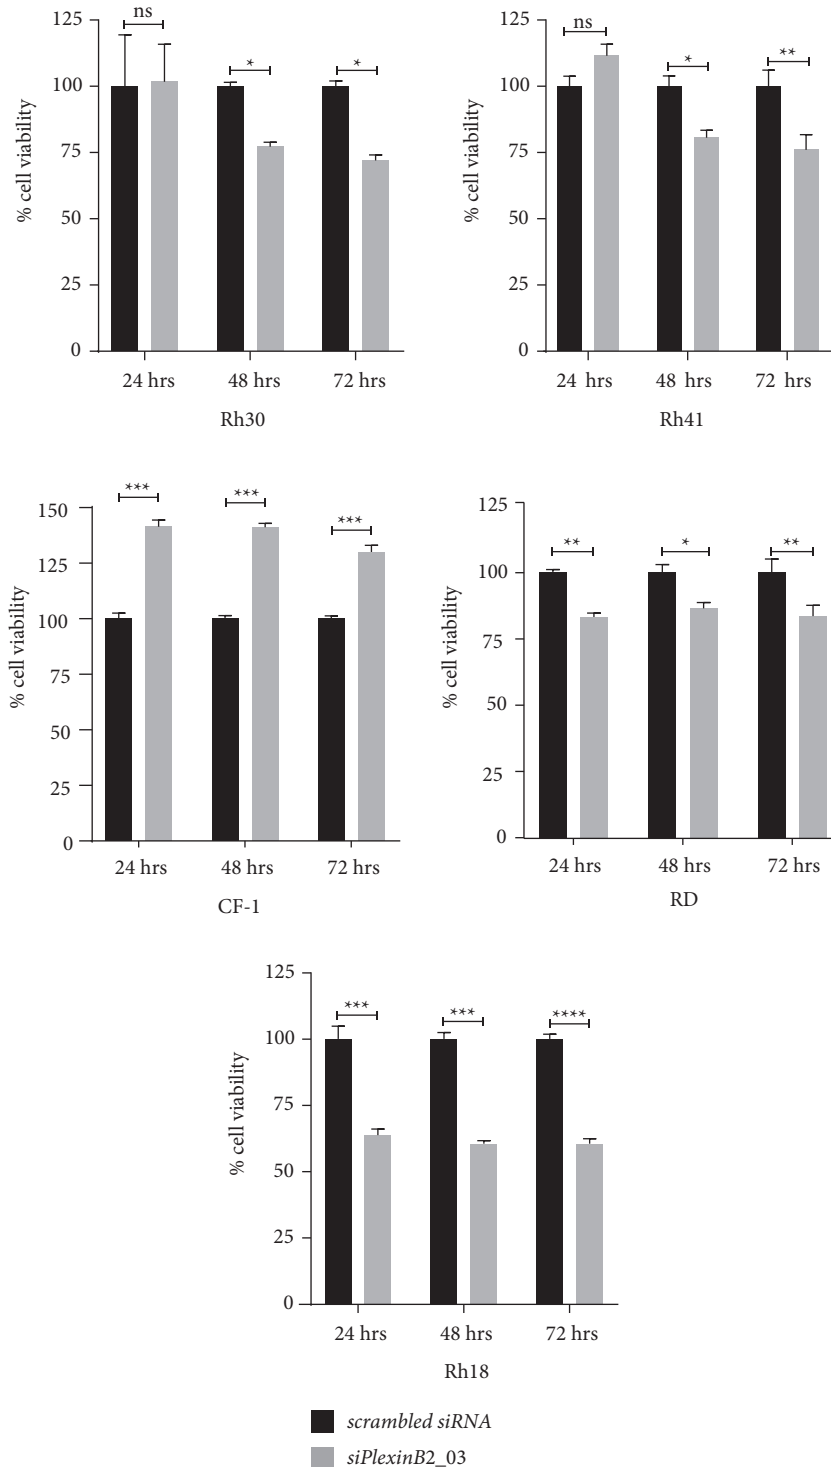 125
100
75
50
25
0
% cell viability
ns
*
*
24 hrs
48 hrs
72 hrs
Rh30
125
100
75
50
25
0
% cell viability
ns
*
**
24 hrs
48 hrs
72 hrs
Rh41
150
125
100
75
50
25
0
% cell viability
***
***
***
24 hrs
48 hrs
72 hrs
CF-1
125
100
75
50
25
0
% cell viability
**
*
**
24 hrs
48 hrs
72 hrs
RD
125
100
75
50
25
0
% cell viability
***
***
****
24 hrs
48 hrs
72 hrs
Rh18
scrambled siRNA
siPlexinB2_03